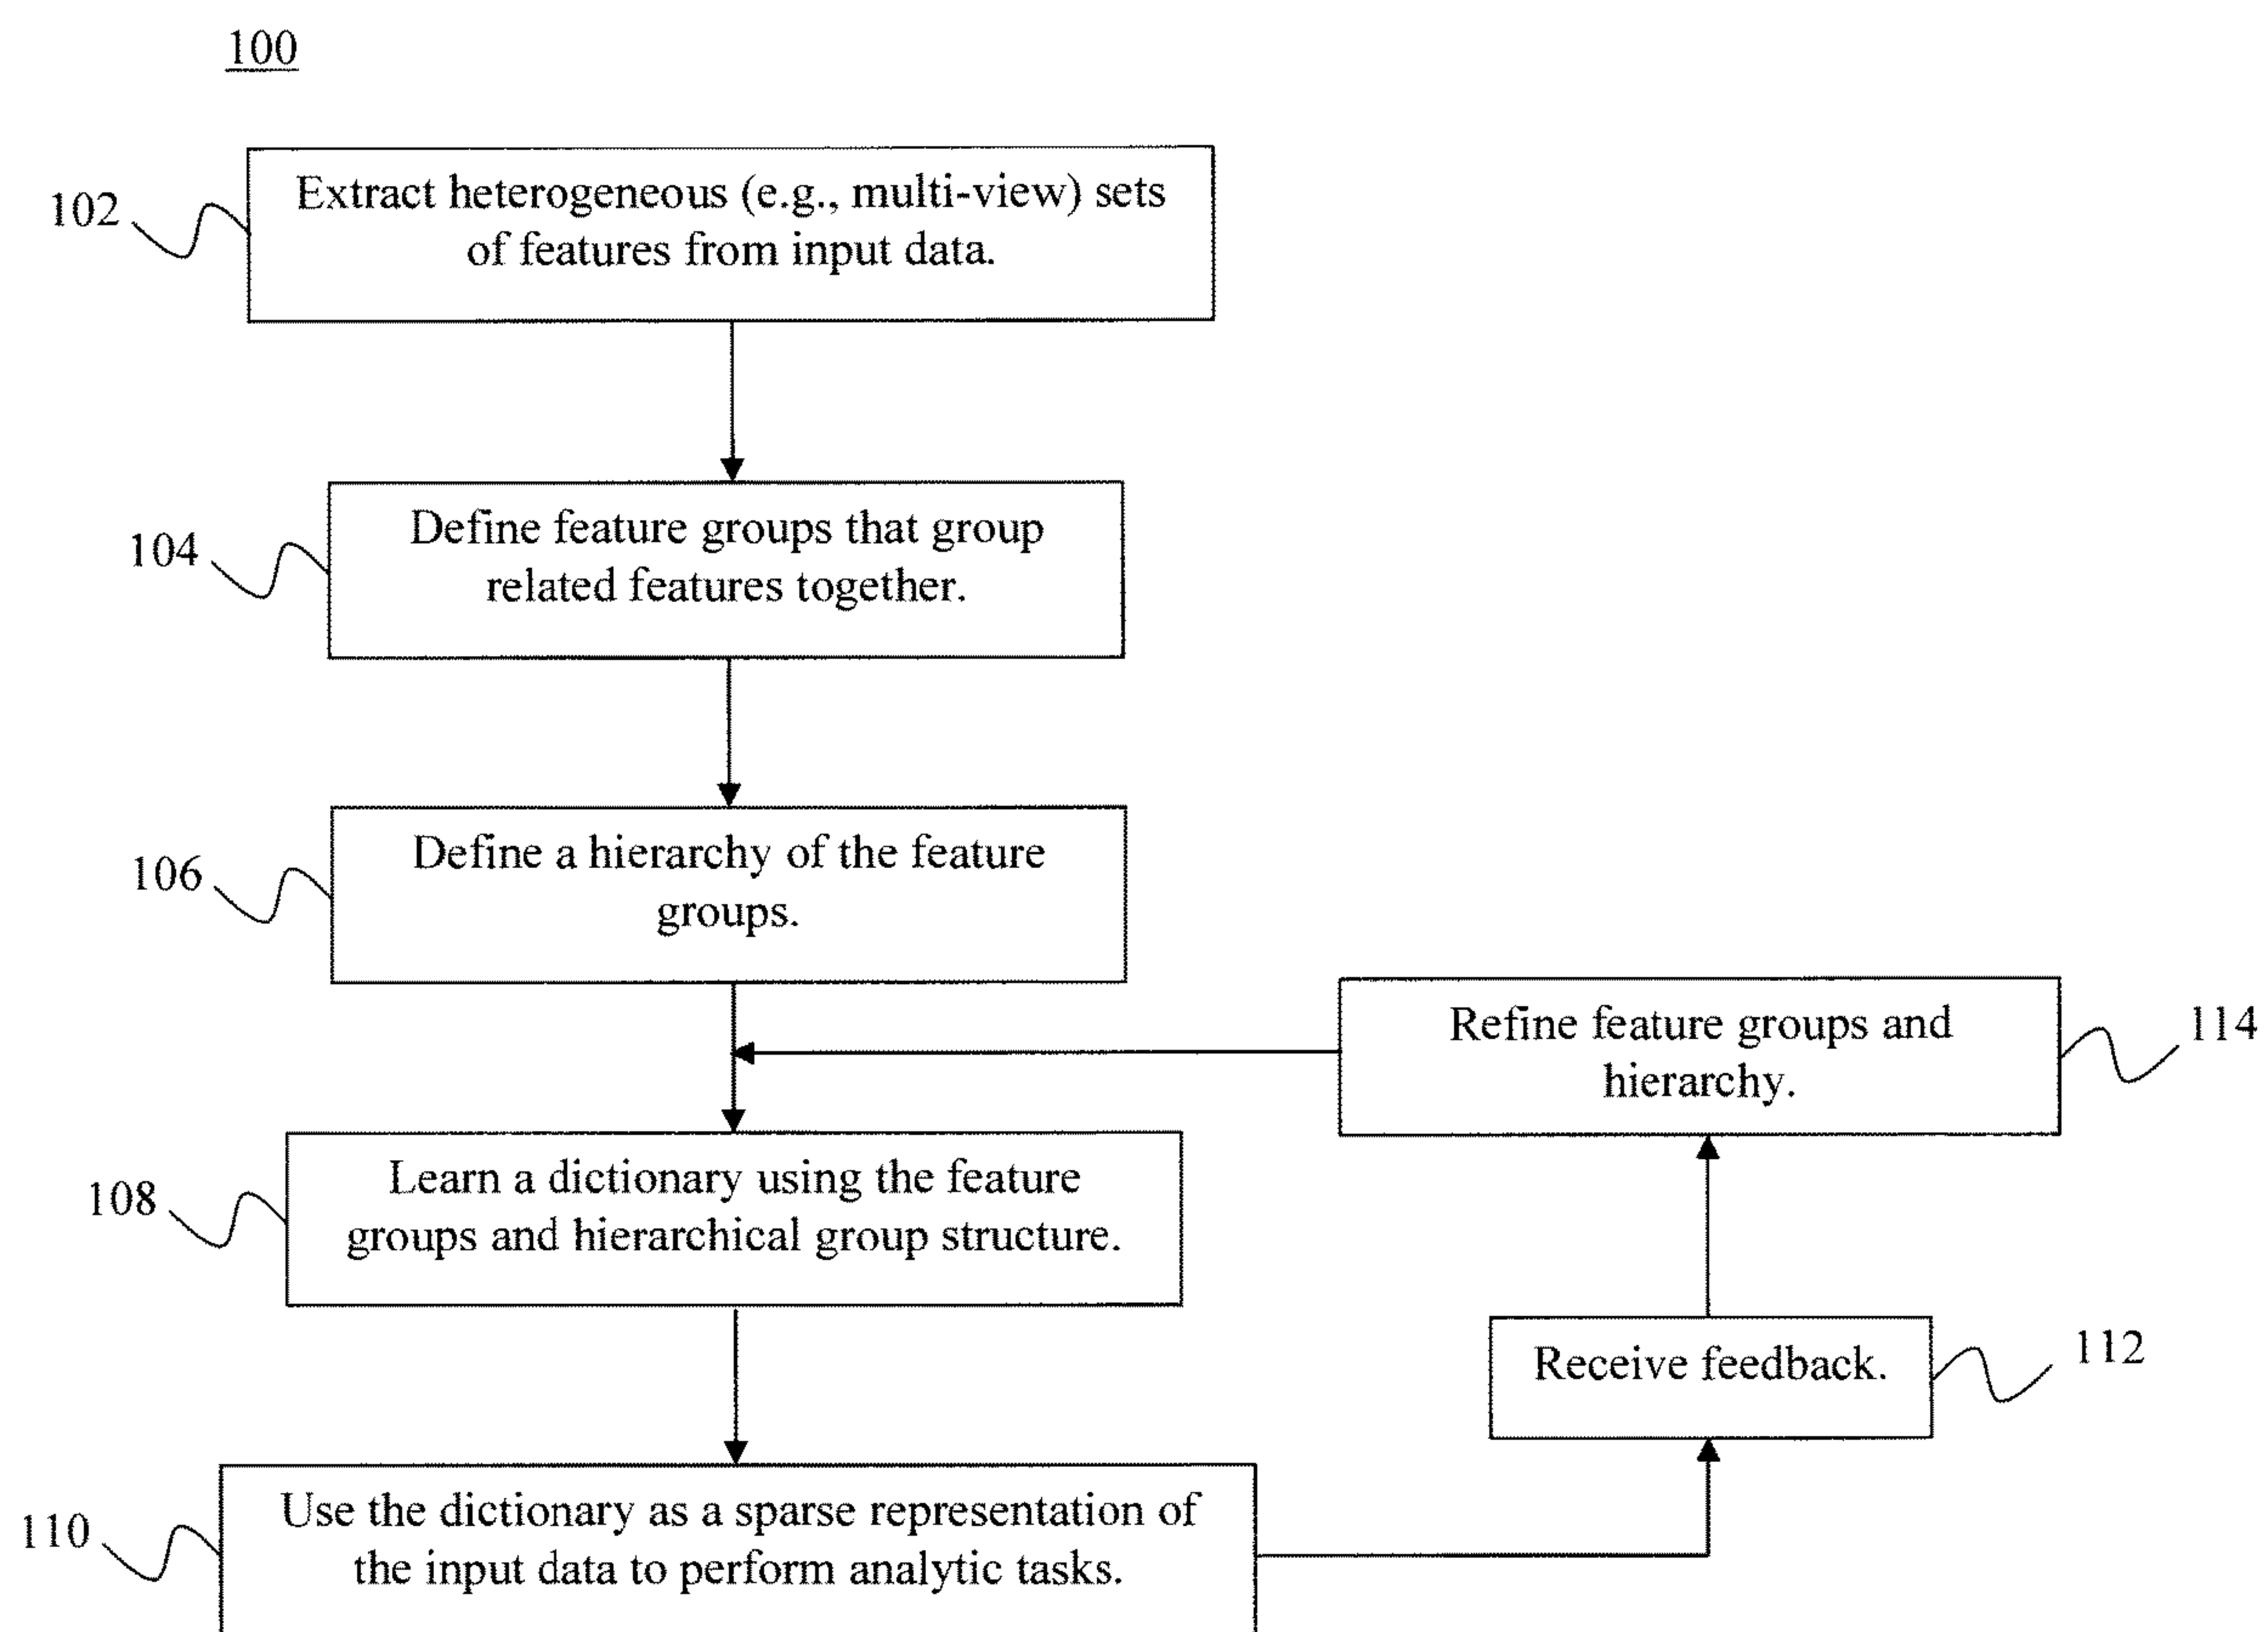 100
102
Extract heterogeneous (e.g., multi-view) sets
of features from input data.
104
Define feature groups that group
related features together.
106
Define a hierarchy of the feature
groups.
Refine feature groups and
hierarchy.
114
108
Learn a dictionary using the feature
groups and hierarchical group structure.
Receive feedback.
112
110
Use the dictionary as a sparse representation of
the input data to perform analytic tasks.